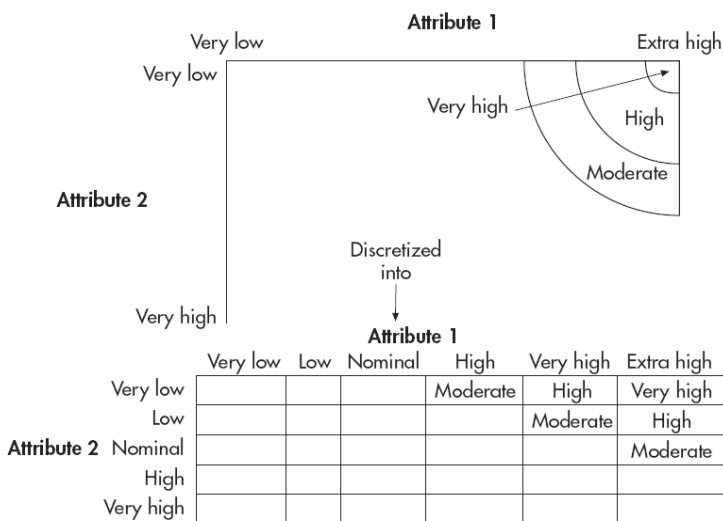 Attribute 1
Very low Extra high
Very low
Very high
High
Moderate
Attribute 2
Discretized
into
Very high
Attribute 1
Very low Low Nominal High Very high Extra high
Very low Moderate High Very high
Low Moderate High
Attribute 2 Nominal Moderate
High
Very high